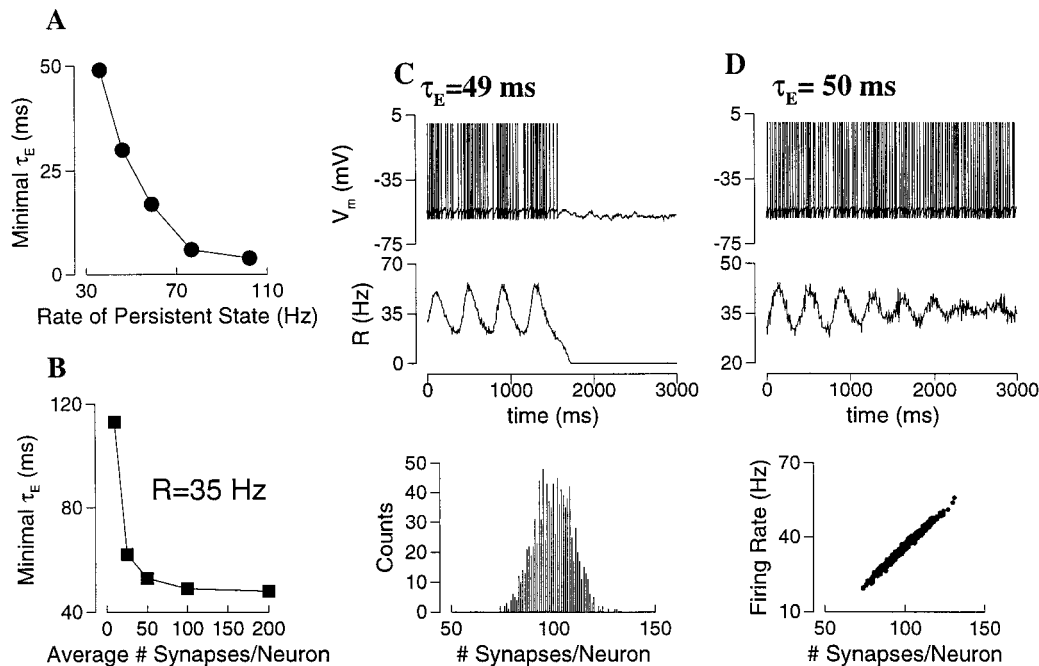 A
50
25
0
Minimal τE (ms)
30 70 110
Rate of Persistent State (Hz)
B
120
80
40
Minimal τE (ms)
R=35 Hz
0 50 100 150 200
Average # Synapses/Neuron
C
τE=49 ms
5
-35
-75
Vm (mV)
70
35
0
R (Hz)
0 1000 2000 3000
time (ms)
50
40
30
20
10
0
Counts
50 100 150
# Synapses/Neuron
D
τE= 50 ms
5
-35
-75
50
35
20
0 1000 2000 3000
time (ms)
70
40
10
Firing Rate (Hz)
50 100 150
# Synapses/Neuron